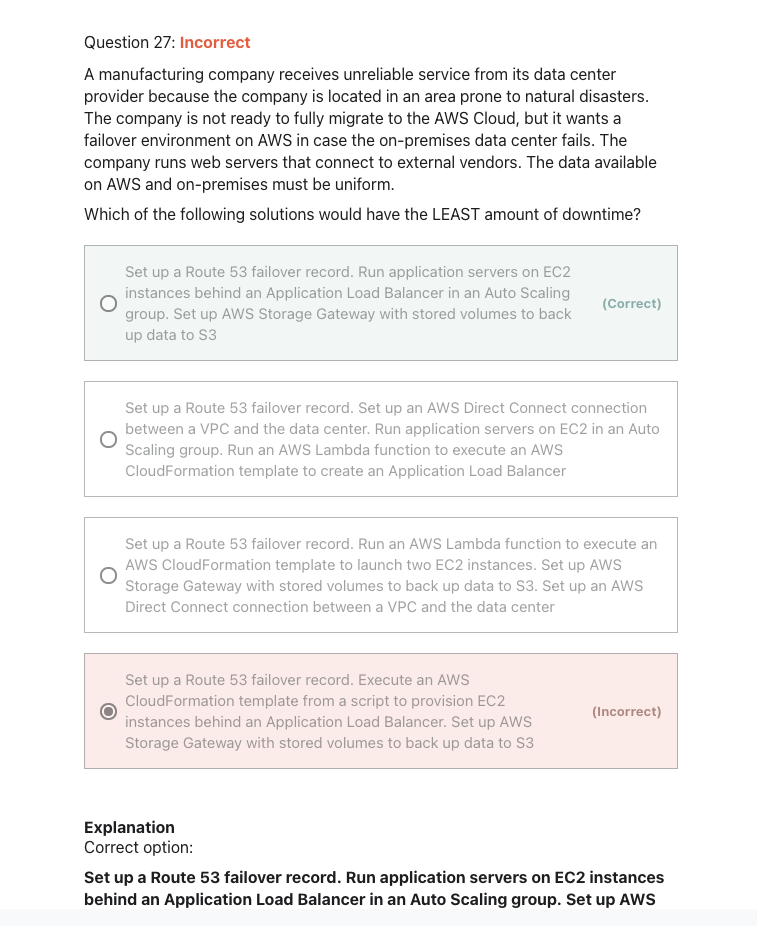 Question 27: Incorrect
A manufacturing company receives unreliable service from its data center
provider because the company is located in an area prone to natural disasters.
The company is not ready to fully migrate to the AWS Cloud, but it wants a
failover environment on AWS in case the on-premises data center fails. The
company runs web servers that connect to external vendors. The data available
on AWS and on-premises must be uniform.
Which of the following solutions would have the LEAST amount of downtime?
Set up a Route 53 failover record. Run application servers on EC2
instances behind an Application Load Balancer in an Auto Scaling
group. Set up AWS Storage Gateway with stored volumes to back
up data to S3
(Correct)
Set up a Route 53 failover record. Set up an AWS Direct Connect connection
between a VPC and the data center. Run application servers on EC2 in an Auto
Scaling group. Run an AWS Lambda function to execute an AWS
CloudFormation template to create an Application Load Balancer
Set up a Route 53 failover record. Run an AWS Lambda function to execute an
AWS CloudFormation template to launch two EC2 instances. Set up AWS
Storage Gateway with stored volumes to back up data to S3. Set up an AWS
Direct Connect connection between a VPC and the data center
Set up a Route 53 failover record. Execute an AWS
CloudFormation template from a script to provision EC2
instances behind an Application Load Balancer. Set up AWS
Storage Gateway with stored volumes to back up data to S3
(Incorrect)
Explanation
Correct option:
Set up a Route 53 failover record. Run application servers on EC2 instances
behind an Application Load Balancer in an Auto Scaling group. Set up AWS